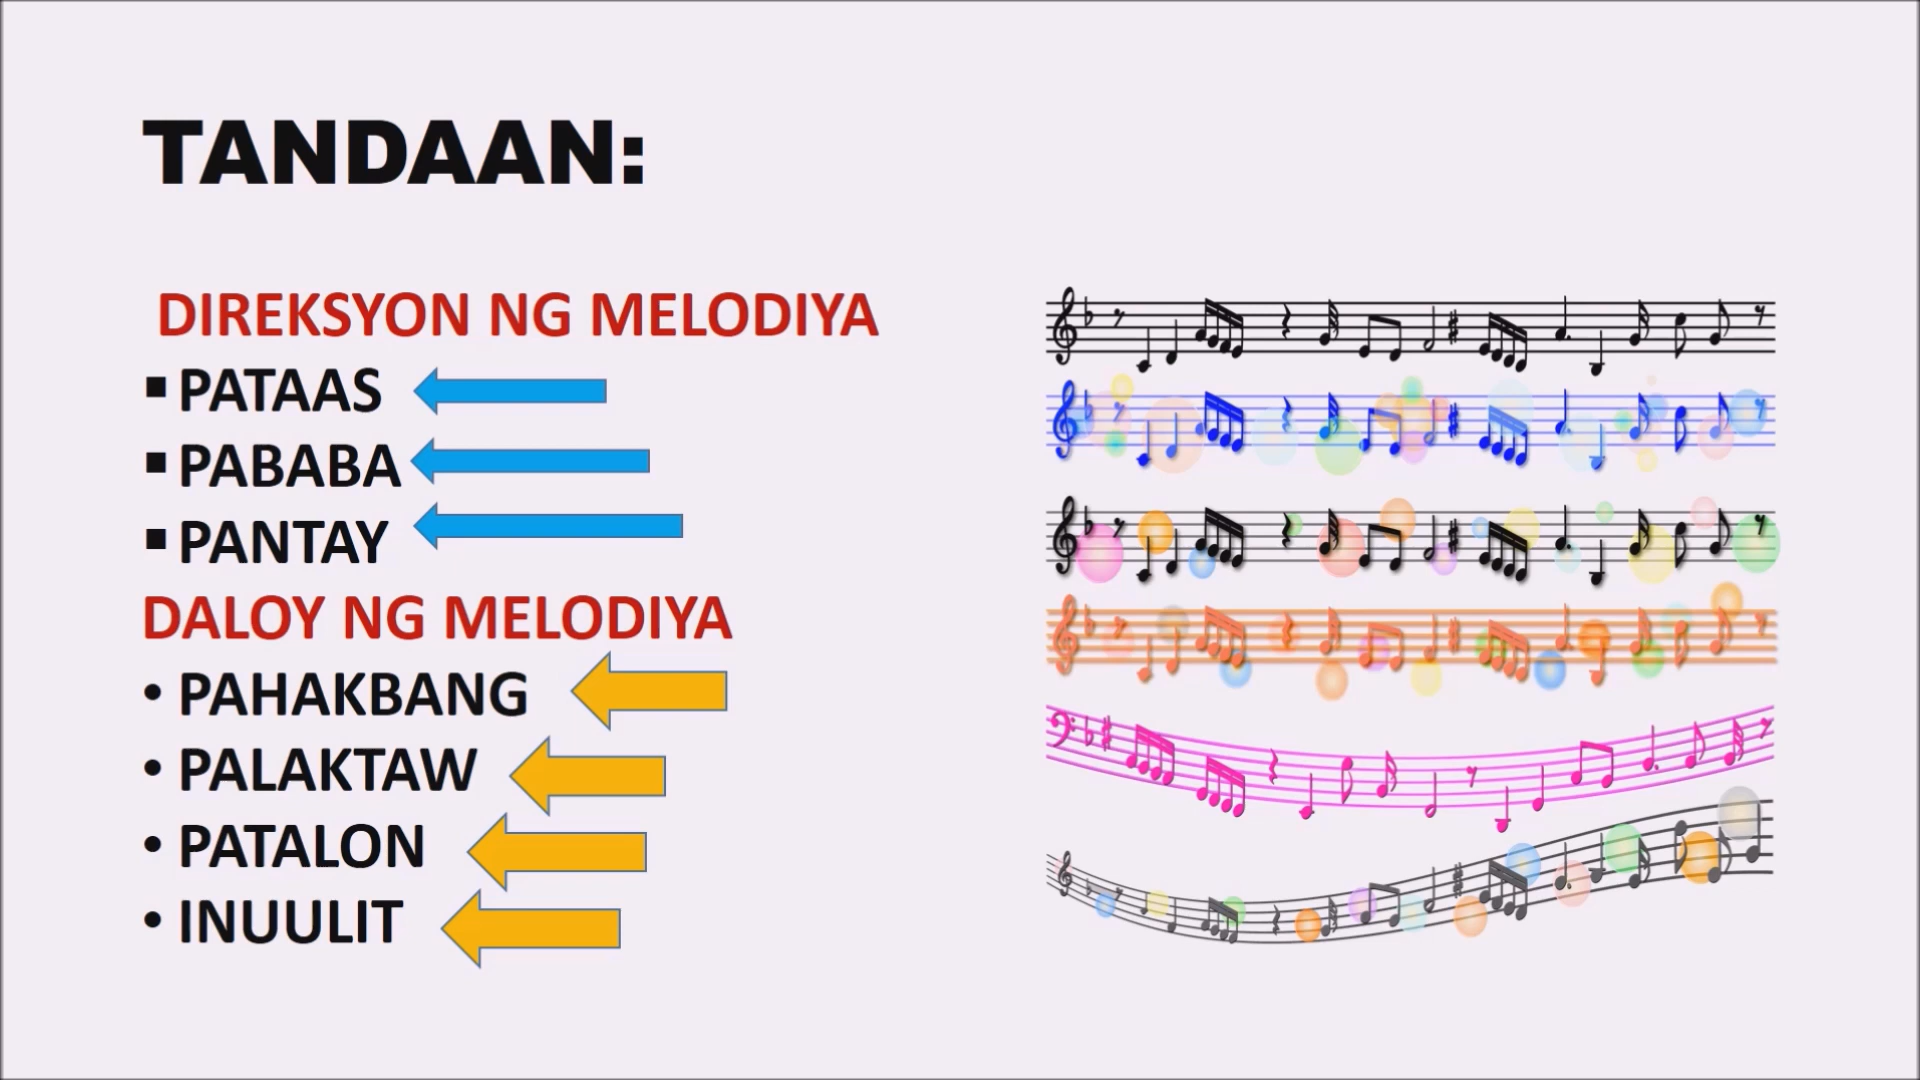 TANDAAN:
DIREKSYON NG MELODIYA
▪ PATAAS
▪ PABABA
▪ PANTAY
DALOY NG MELODIYA
• PAHAKBANG
• PALAKTAW
• PATALON
• INUULIT